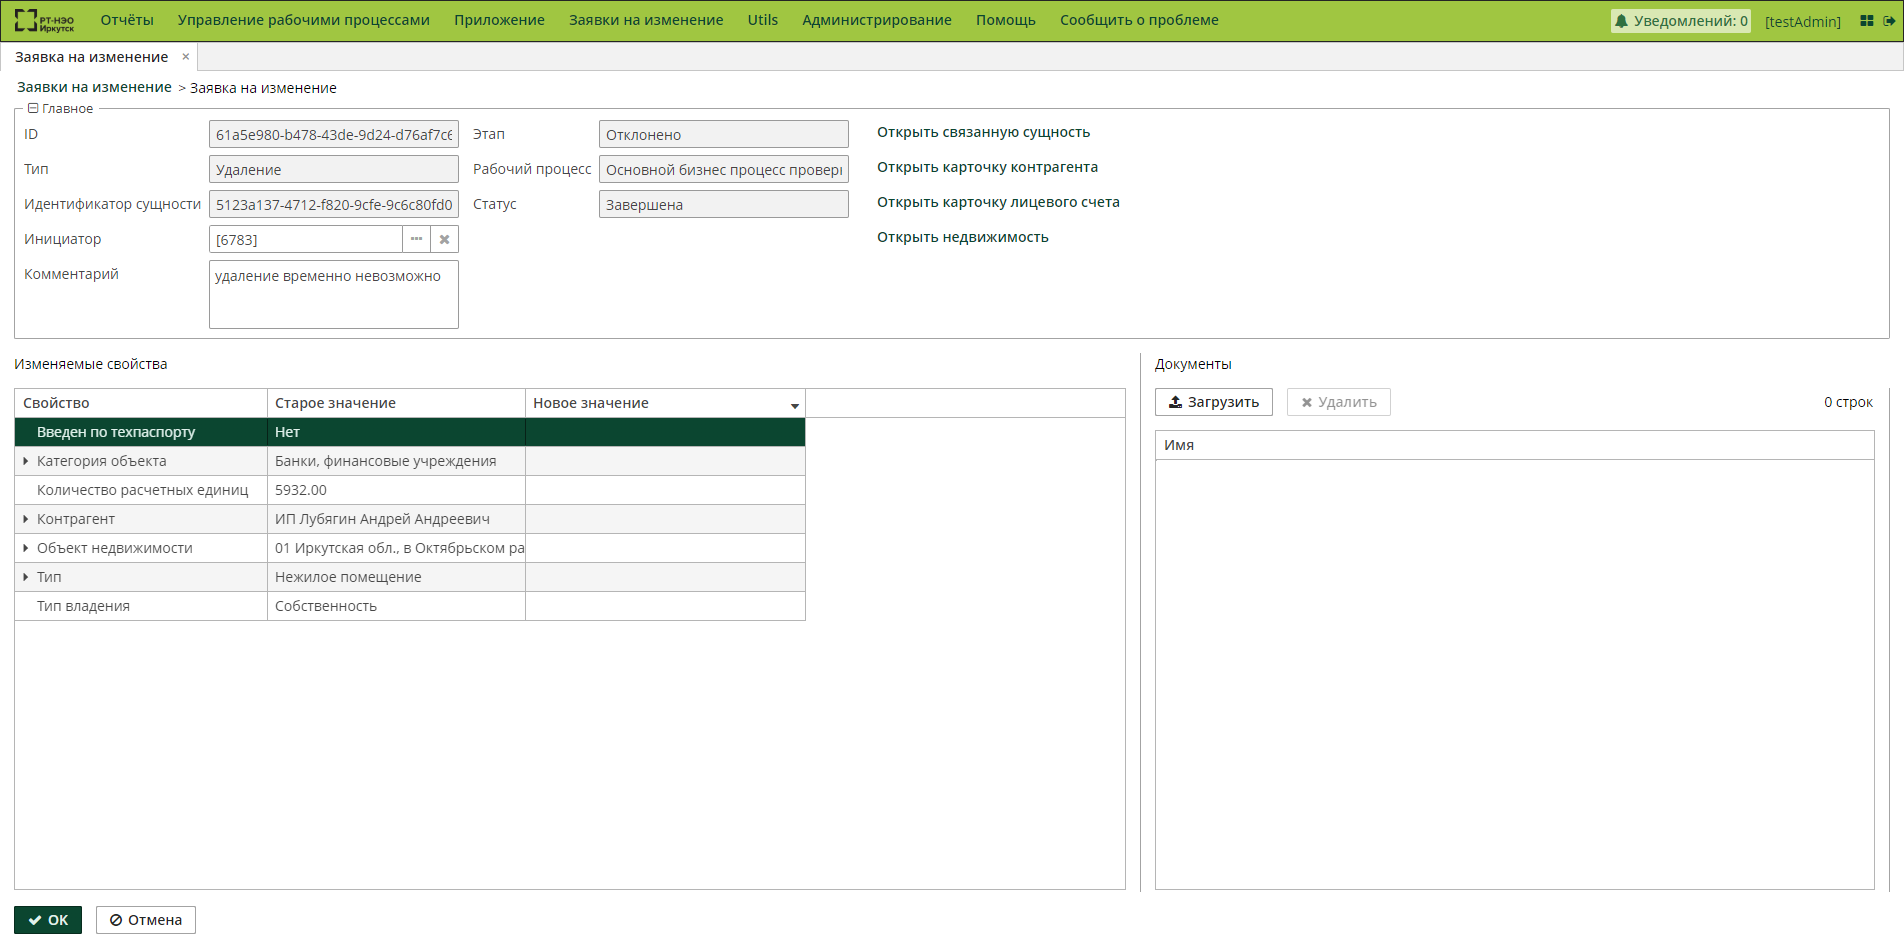 РТ-НЭО Иркутск
Отчёты Управление рабочими процессами Приложение Заявки на изменение Utils Администрирование Помощь Сообщить о проблеме Уведомлений: 0 [testAdmin]
Заявка на изменение ×
Заявки на изменение > Заявка на изменение
Главное
ID 61a5e980-b478-43de-9d24-d76af7c6 Этап Отклонено Открыть связанную сущность
Тип Удаление Рабочий процесс Основной бизнес процесс провер Открыть карточку контрагента
Идентификатор сущности 5123a137-4712-f820-9cfe-9c6c80fd0 Статус Завершена Открыть карточку лицевого счета
Инициатор [6783] Открыть недвижимость
Комментарий удаление временно невозможно
Изменяемые свойства
Свойство Старое значение Новое значение
Введен по техпаспорту Нет
Категория объекта Банки, финансовые учреждения
Количество расчетных единиц 5932.00
Контрагент ИП Лубягин Андрей Андреевич
Объект недвижимости 01 Иркутская обл., в Октябрьском ра
Тип Нежилое помещение
Тип владения Собственность
Документы
Загрузить Удалить 0 строк
Имя
OK Отмена